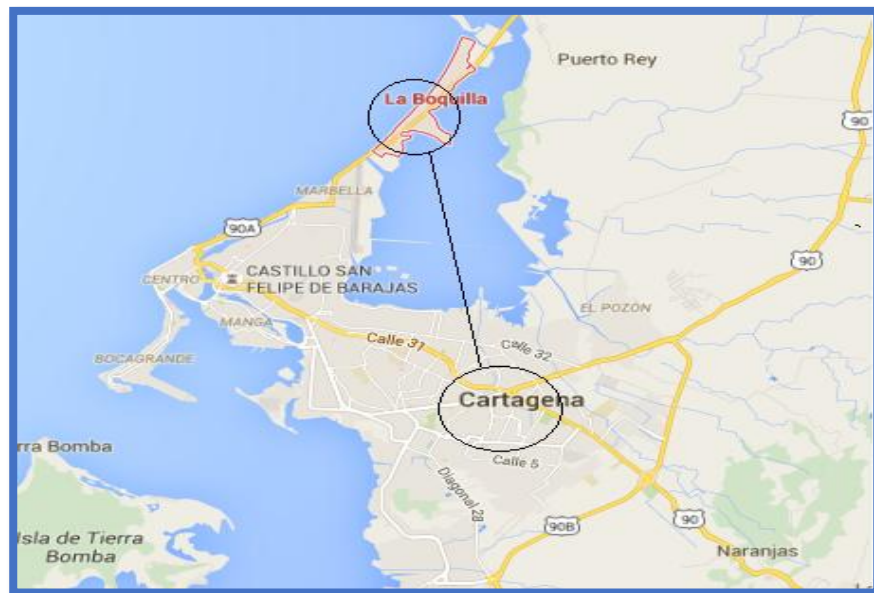 Puerto Rey
La Boquilla
90
MARBELLA
90A
90
CENTRO
CASTILLO SAN
FELIPE DE BARAJAS
EL POZÓN
MANGA
Calle 31
Calle 32
BOCAGRANDE
Cartagena
rra Bomba
Calle 5
Diagonal 28
90
90B
Isla de Tierra
Bomba
Naranjas